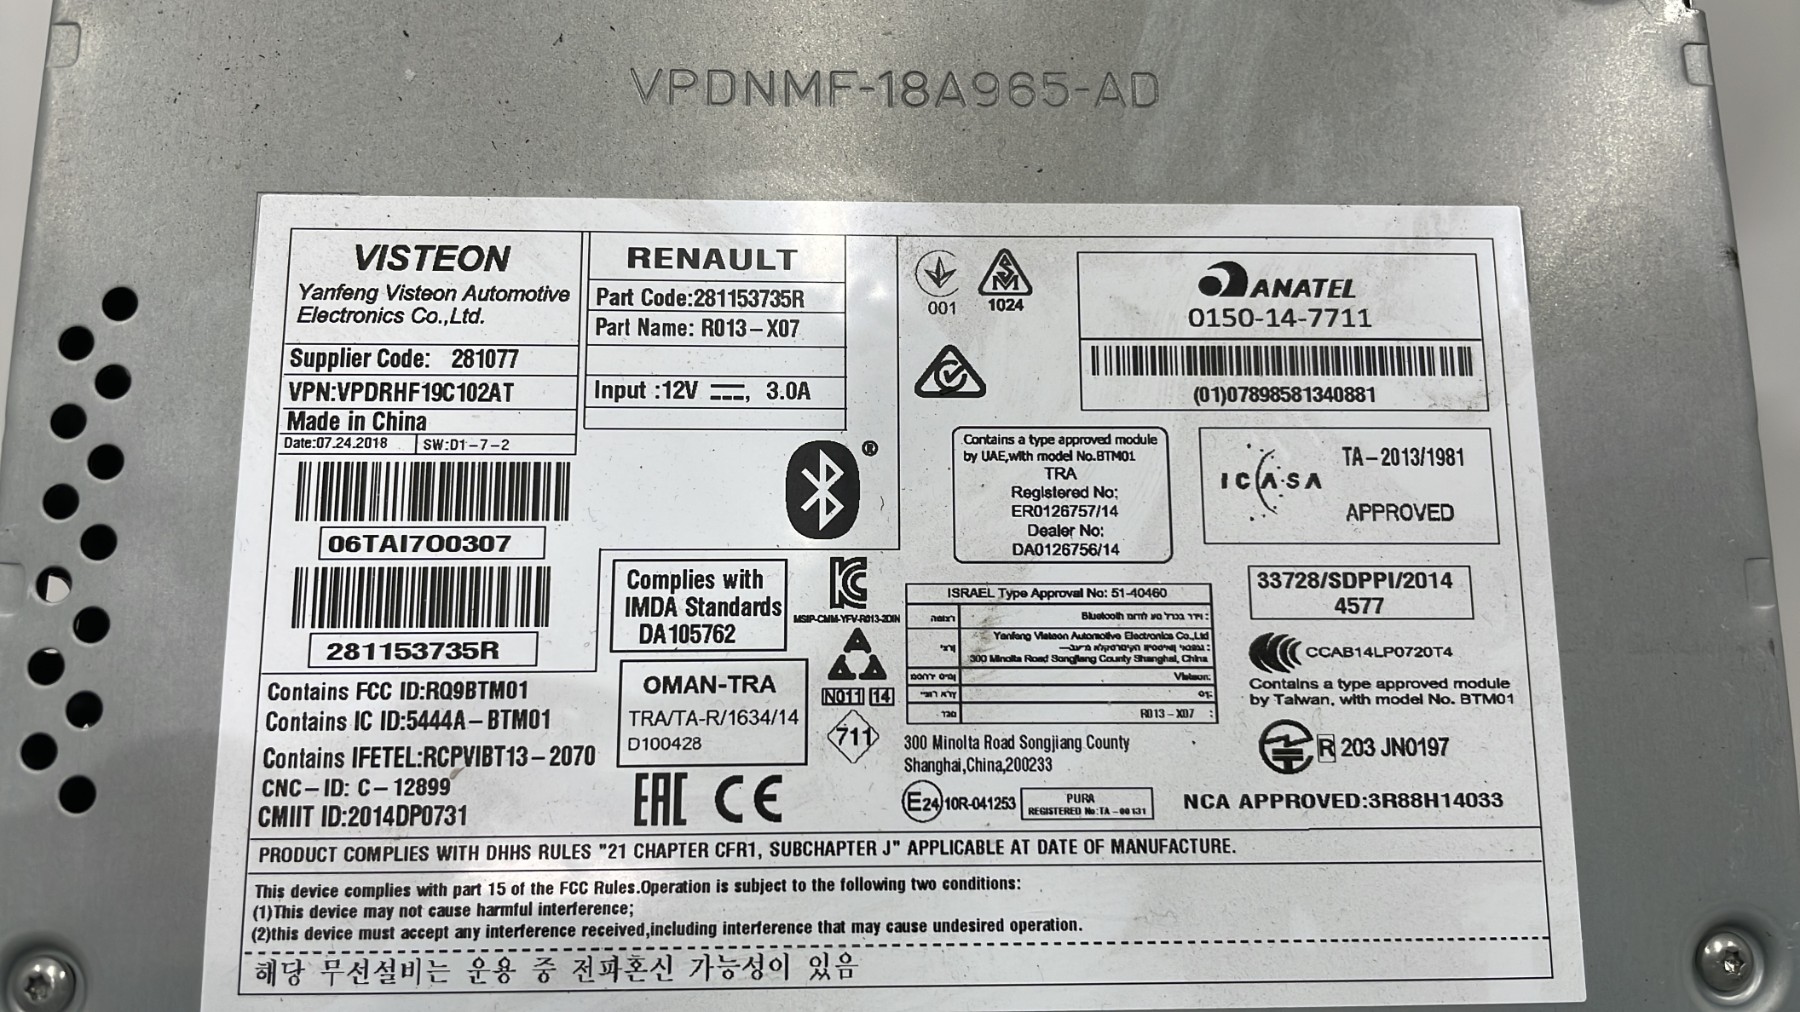 VPDNMF-18A965-AD
VISTEON
Yanfeng Visteon Automotive
Electronics Co.,Ltd.
Supplier Code: 281077
VPN:VPDRHF19C102AT
Made in China
Date:07.24.2018
SW:D1-7-2
06TAI7O0307
281153735R
RENAULT
Part Code:281153735R
Part Name: R013-X07
Input :12V 3.0A
®
001
1024
ANATEL
0150-14-7711
(01)07898581340881
Contains a type approved module
by UAE,with model No.BTM01
TRA
Registered No:
ER0126757/14
Dealer No:
DA0126756/14
ICASA
TA-2013/1981
APPROVED
Complies with
IMDA Standards
DA105762
MSIP-CMM-YFV-R013-2DIN
N011 14
711
OMAN-TRA
TRA/TA-R/1634/14
D100428
ISRAEL Type Approval No: 51-40460
Bluetooth
Yanfeng Visteon Automotive Electronics Co.,Ltd
300 Minolta Road Songjiang County Shanghai, China
Visteon:
R013-X07 :
33728/SDPPI/2014
4577
CCAB14LP0720T4
Contains a type approved module
by Taiwan, with model No. BTM01
R 203 JN0197
300 Minolta Road Songjiang County
Shanghai,China,200233
Contains FCC ID:RQ9BTM01
Contains IC ID:5444A-BTM01
Contains IFETEL:RCPVIBT13-2070
CNC-ID: C-12899
CMIIT ID:2014DP0731
EAC CE
E24 10R-041253
PURA
REGISTERED No:TA-00131
NCA APPROVED:3R88H14033
PRODUCT COMPLIES WITH DHHS RULES "21 CHAPTER CFR1, SUBCHAPTER J" APPLICABLE AT DATE OF MANUFACTURE.
This device complies with part 15 of the FCC Rules.Operation is subject to the following two conditions:
(1)This device may not cause harmful interference;
(2)this device must accept any interference received,including interference that may cause undesired operation.
해당 무선설비는 운용 중 전파혼신 가능성이 있음